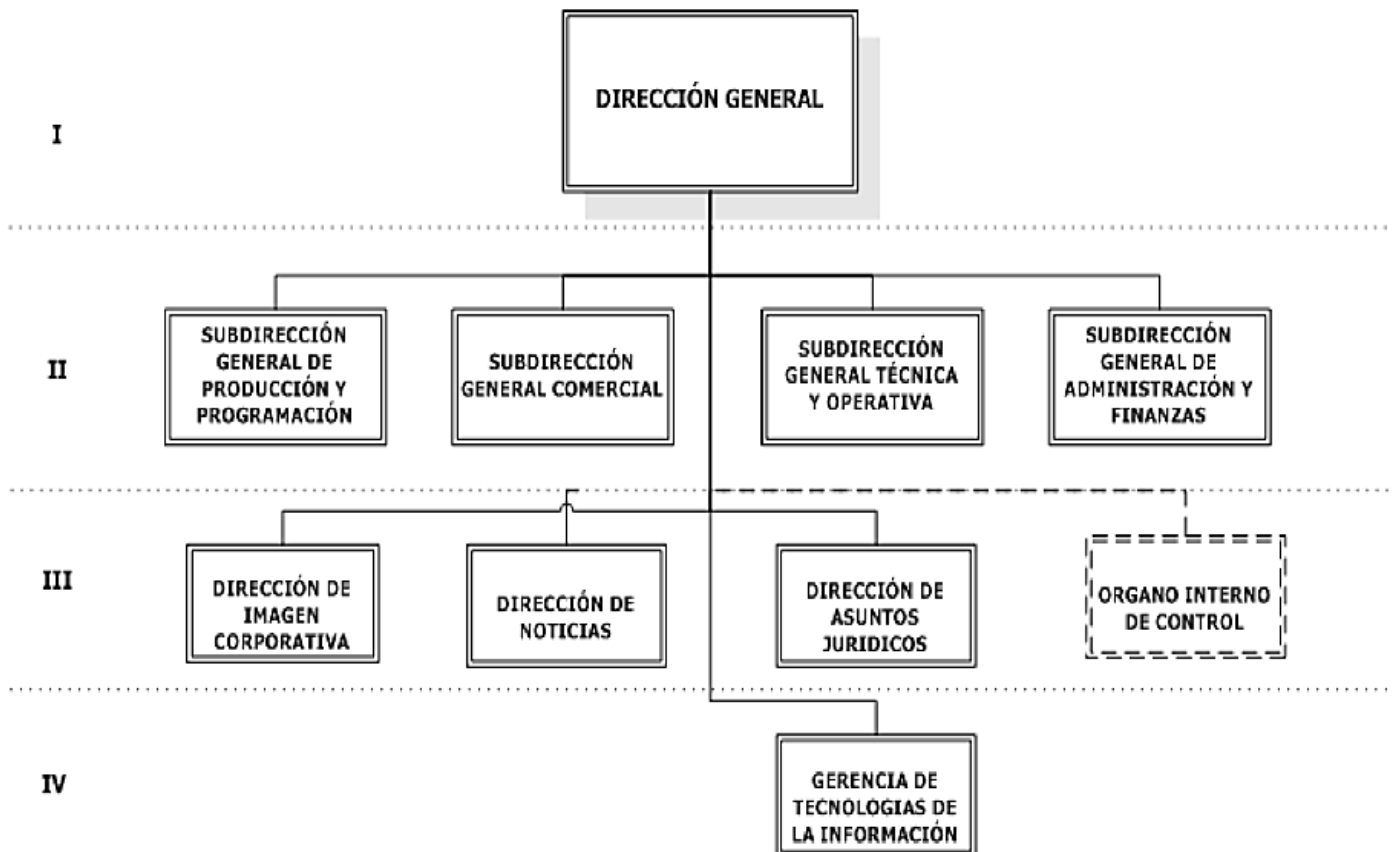 DIRECCIÓN GENERAL
I
II
SUBDIRECCIÓN
GENERAL DE
PRODUCCIÓN Y
PROGRAMACIÓN
SUBDIRECCIÓN
GENERAL COMERCIAL
SUBDIRECCIÓN
GENERAL TÉCNICA
Y OPERATIVA
SUBDIRECCIÓN
GENERAL DE
ADMINISTRACIÓN Y
FINANZAS
III
DIRECCIÓN DE
IMAGEN
CORPORATIVA
DIRECCIÓN DE
NOTICIAS
DIRECCIÓN DE
ASUNTOS
JURIDICOS
ORGANO INTERNO
DE CONTROL
IV
GERENCIA DE
TECNOLOGIAS DE
LA INFORMACIÓN